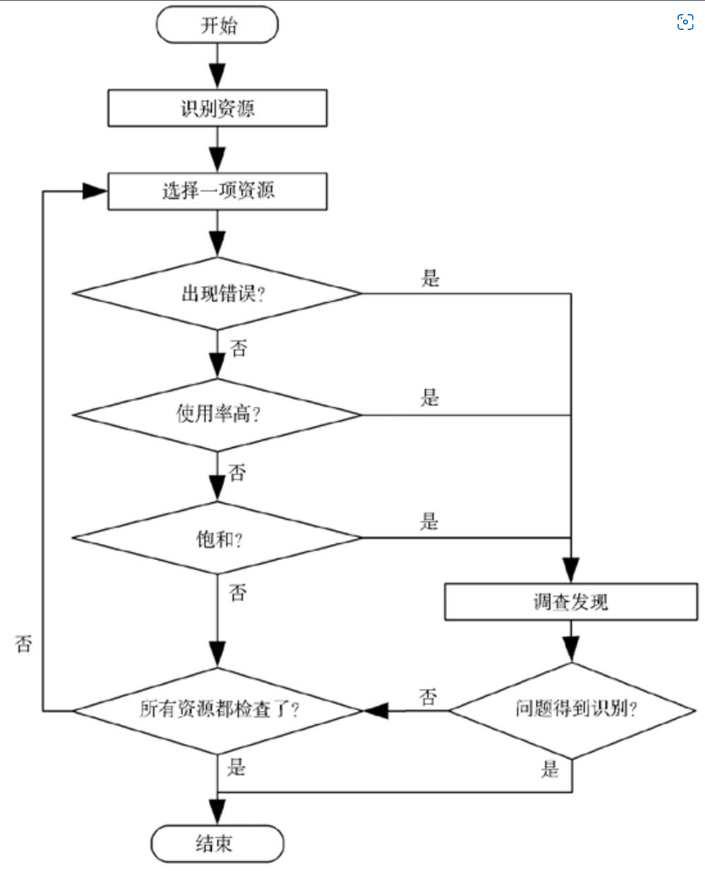 开始
识别资源
选择一项资源
出现错误?
是
否
使用率高?
是
否
饱和?
是
否
调查发现
否
所有资源都检查了?
否
问题得到识别?
是
是
结束